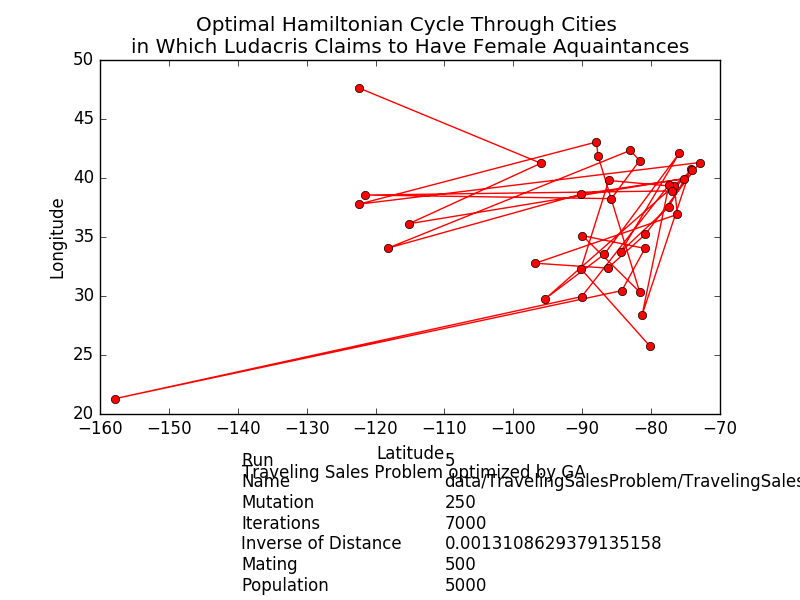 Optimal Hamiltonian Cycle Through Cities
in Which Ludacris Claims to Have Female Aquaintances
50
45
40
35
30
25
20
Longitude
−160 −150 −140 −130 −120 −110 −100 −90 −80 −70
Latitude
Run 5
Traveling Sales Problem optimized by GA
Name data/TravelingSalesProblem/TravelingSales
Mutation 250
Iterations 7000
Inverse of Distance 0.0013108629379135158
Mating 500
Population 5000